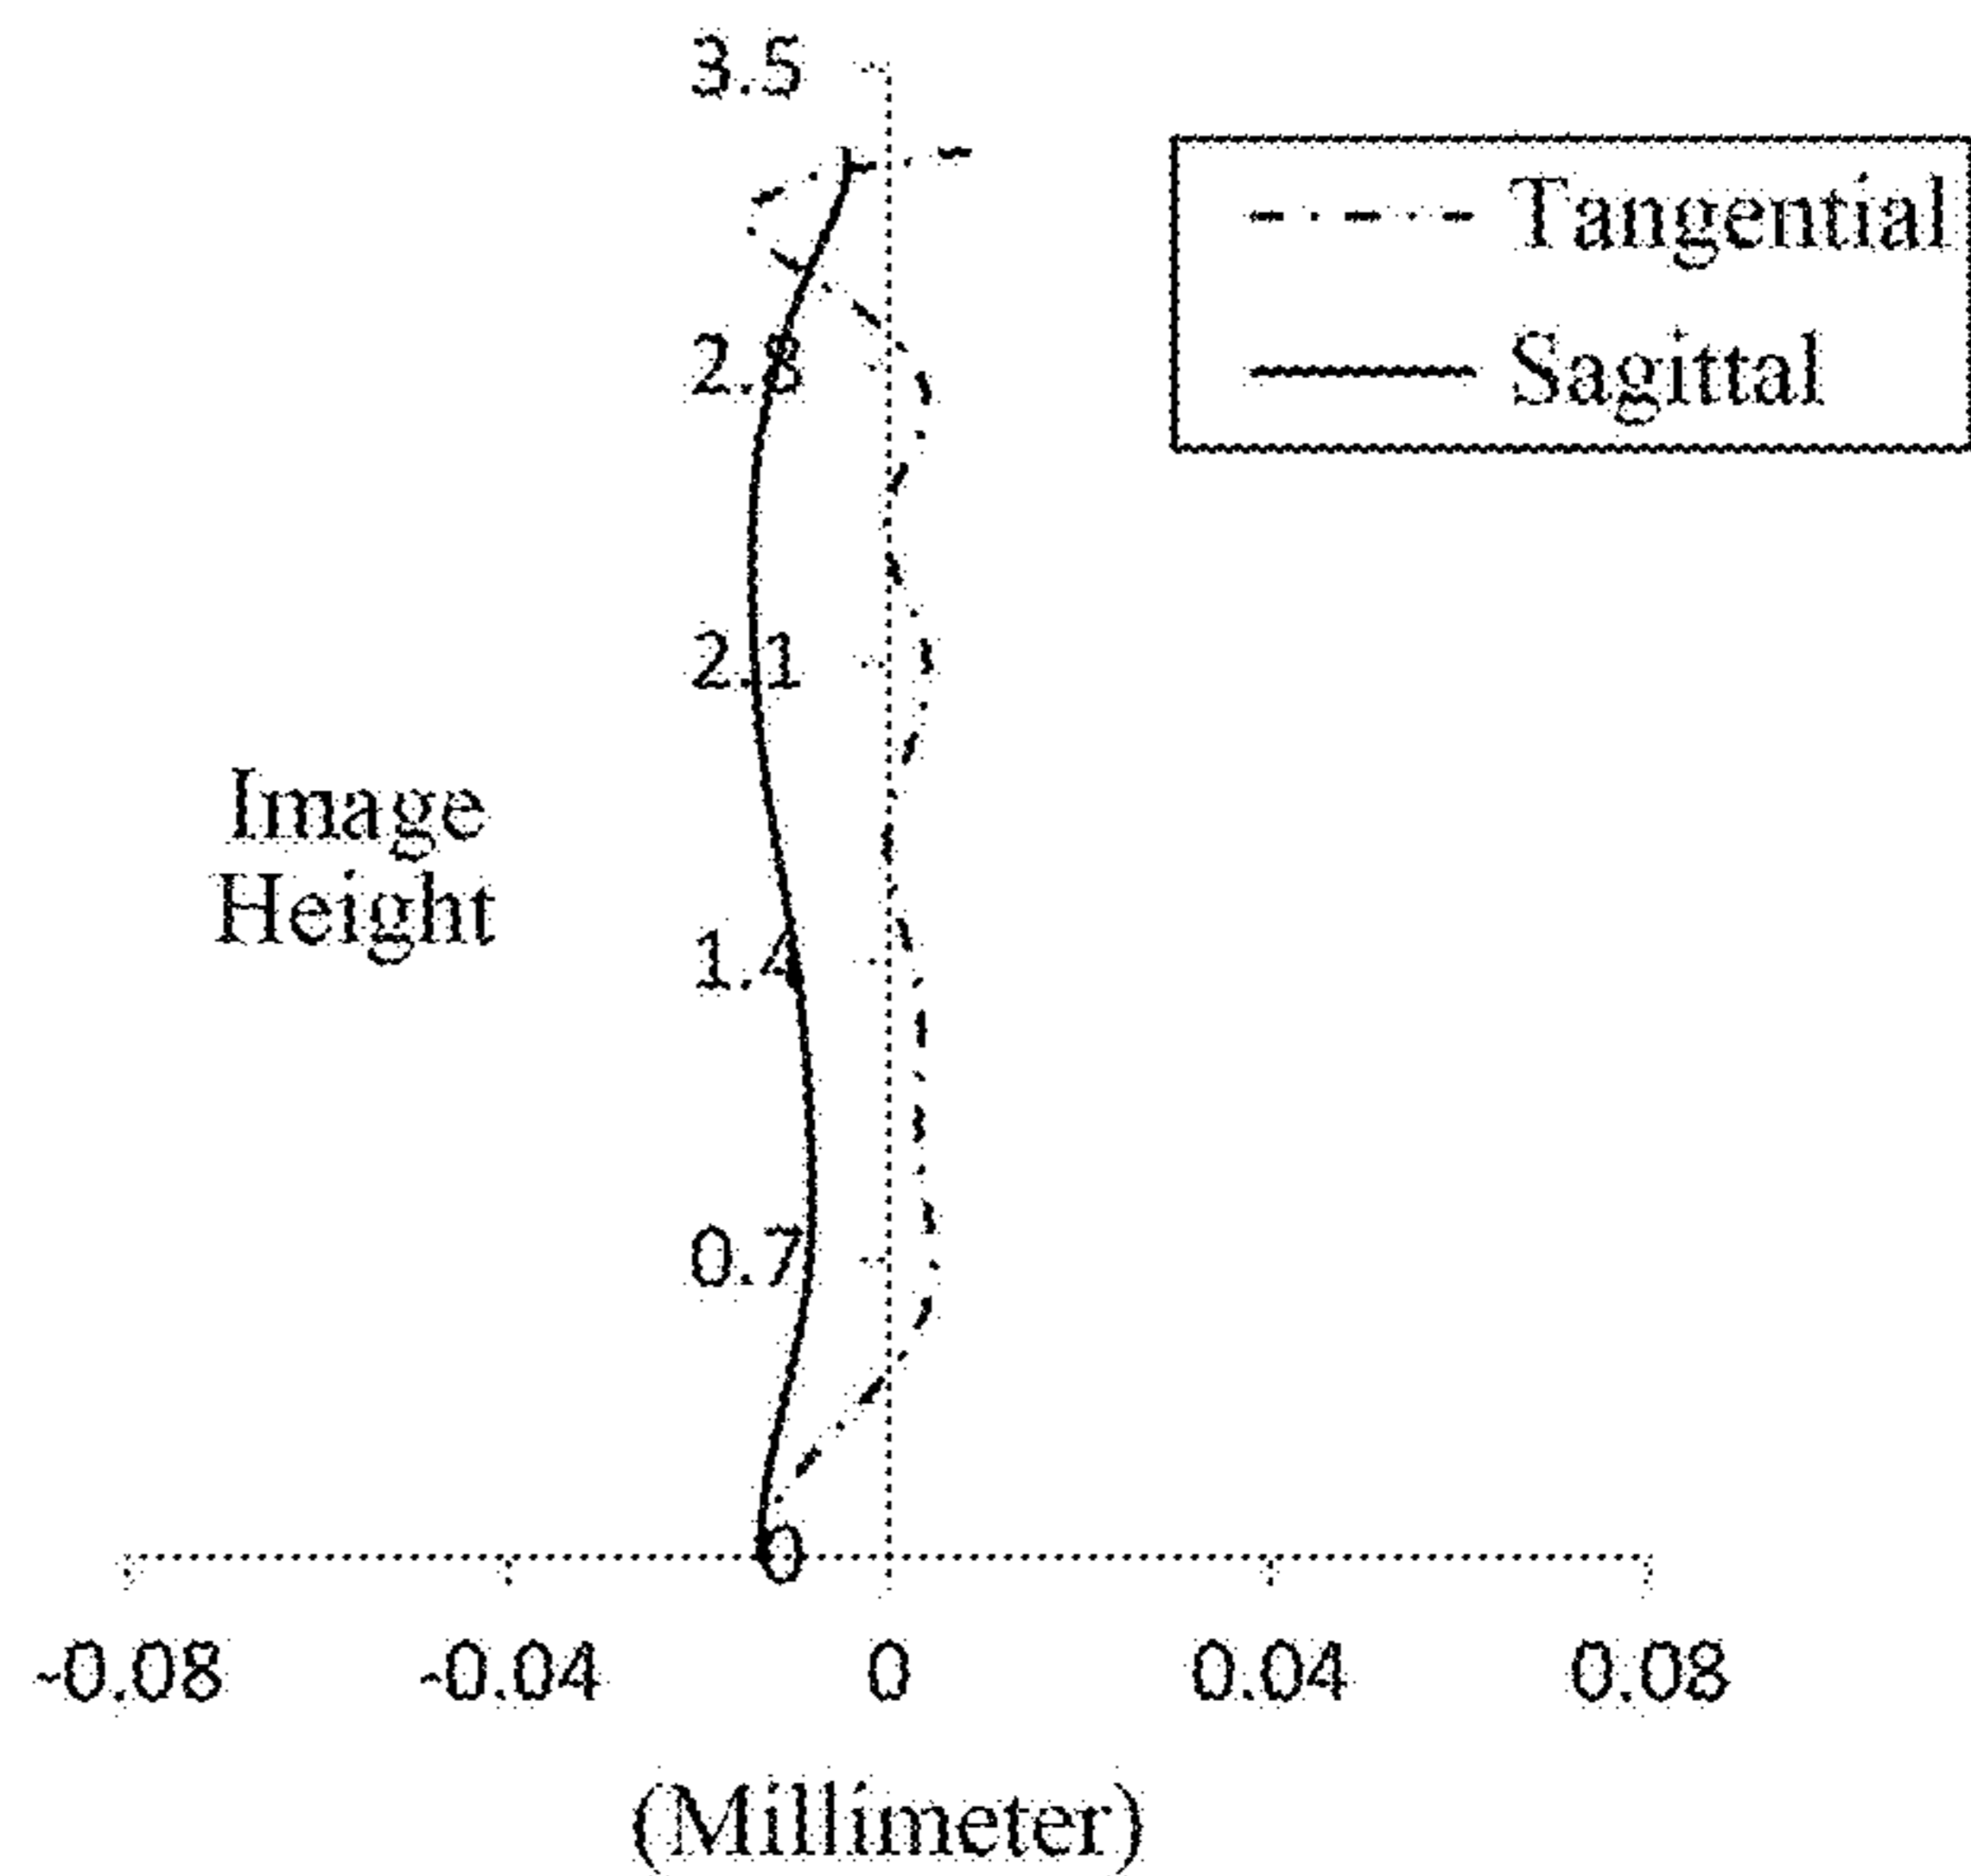 3.5
Tangential
Sagittal
2.8
2.1
Image
Height
1.4
0.7
0
-0.08
-0.04
0
0.04
0.08
(Millimeter)